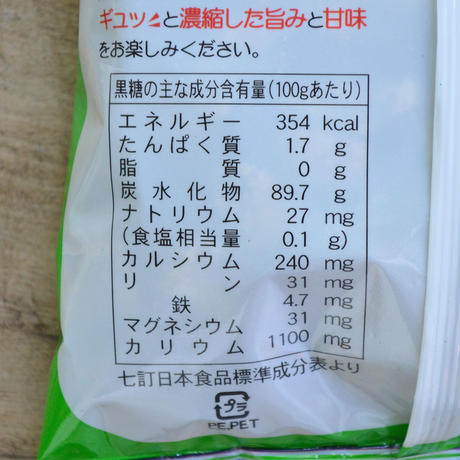 ギュッと濃縮した旨みと甘味
をお楽しみください。
黒糖の主な成分含有量(100gあたり)
エネルギー 354 kcal
たんぱく質 1.7 g
脂質 0 g
炭水化物 89.7 g
ナトリウム 27 mg
(食塩相当量 0.1 g)
カルシウム 240 mg
リン 31 mg
鉄 4.7 mg
マグネシウム 31 mg
カリウム 1100 mg
七訂日本食品標準成分表より
プラ
PE,PET